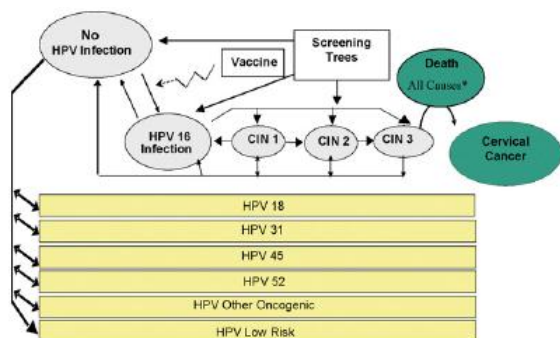 No
HPV Infection
Vaccine
Screening
Trees
Death
All Causes*
HPV 16
Infection
CIN 1
CIN 2
CIN 3
Cervical
Cancer
HPV 18
HPV 31
HPV 45
HPV 52
HPV Other Oncogenic
HPV Low Risk